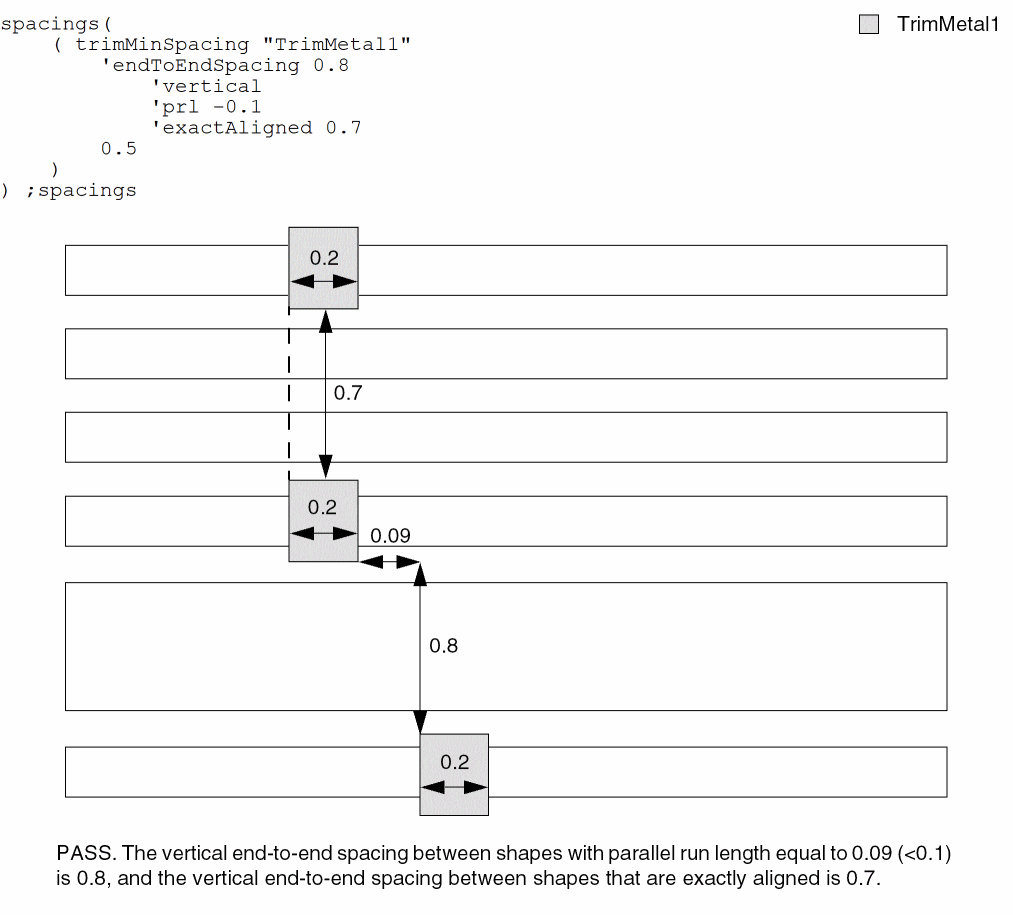 spacings(
TrimMetal1
( trimMinSpacing "TrimMetal1"
'endToEndSpacing 0.8
'vertical
'prl -0.1
'exactAligned 0.7
0.5
)
) ;spacings
0.2
0.7
0.2
0.09
0.8
0.2
PASS. The vertical end-to-end spacing between shapes with parallel run length equal to 0.09 (<0.1)
is 0.8, and the vertical end-to-end spacing between shapes that are exactly aligned is 0.7.